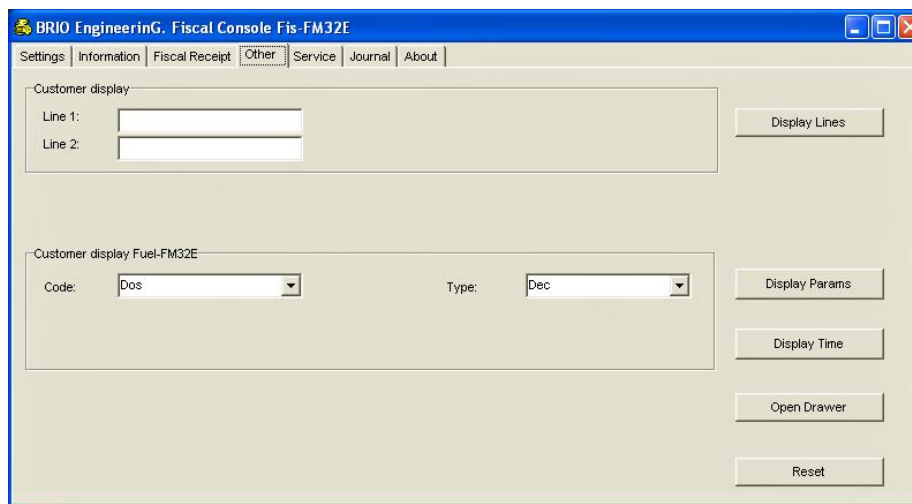 BRIO EngineerinG. Fiscal Console Fis-FM32E
Settings Information Fiscal Receipt Other Service Journal About
Customer display
Line 1:
Display Lines
Line 2:
Customer display Fuel-FM32E
Code: Dos Type: Dec Display Params
Display Time
Open Drawer
Reset